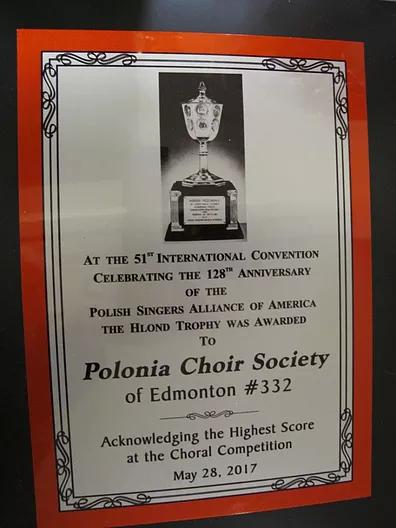 At the 51st International Convention
Celebrating the 128th Anniversary
of the
Polish Singers Alliance of America
the Hlond Trophy was Awarded
To
Polonia Choir Society
of Edmonton #332
Acknowledging the Highest Score
at the Choral Competition
May 28, 2017